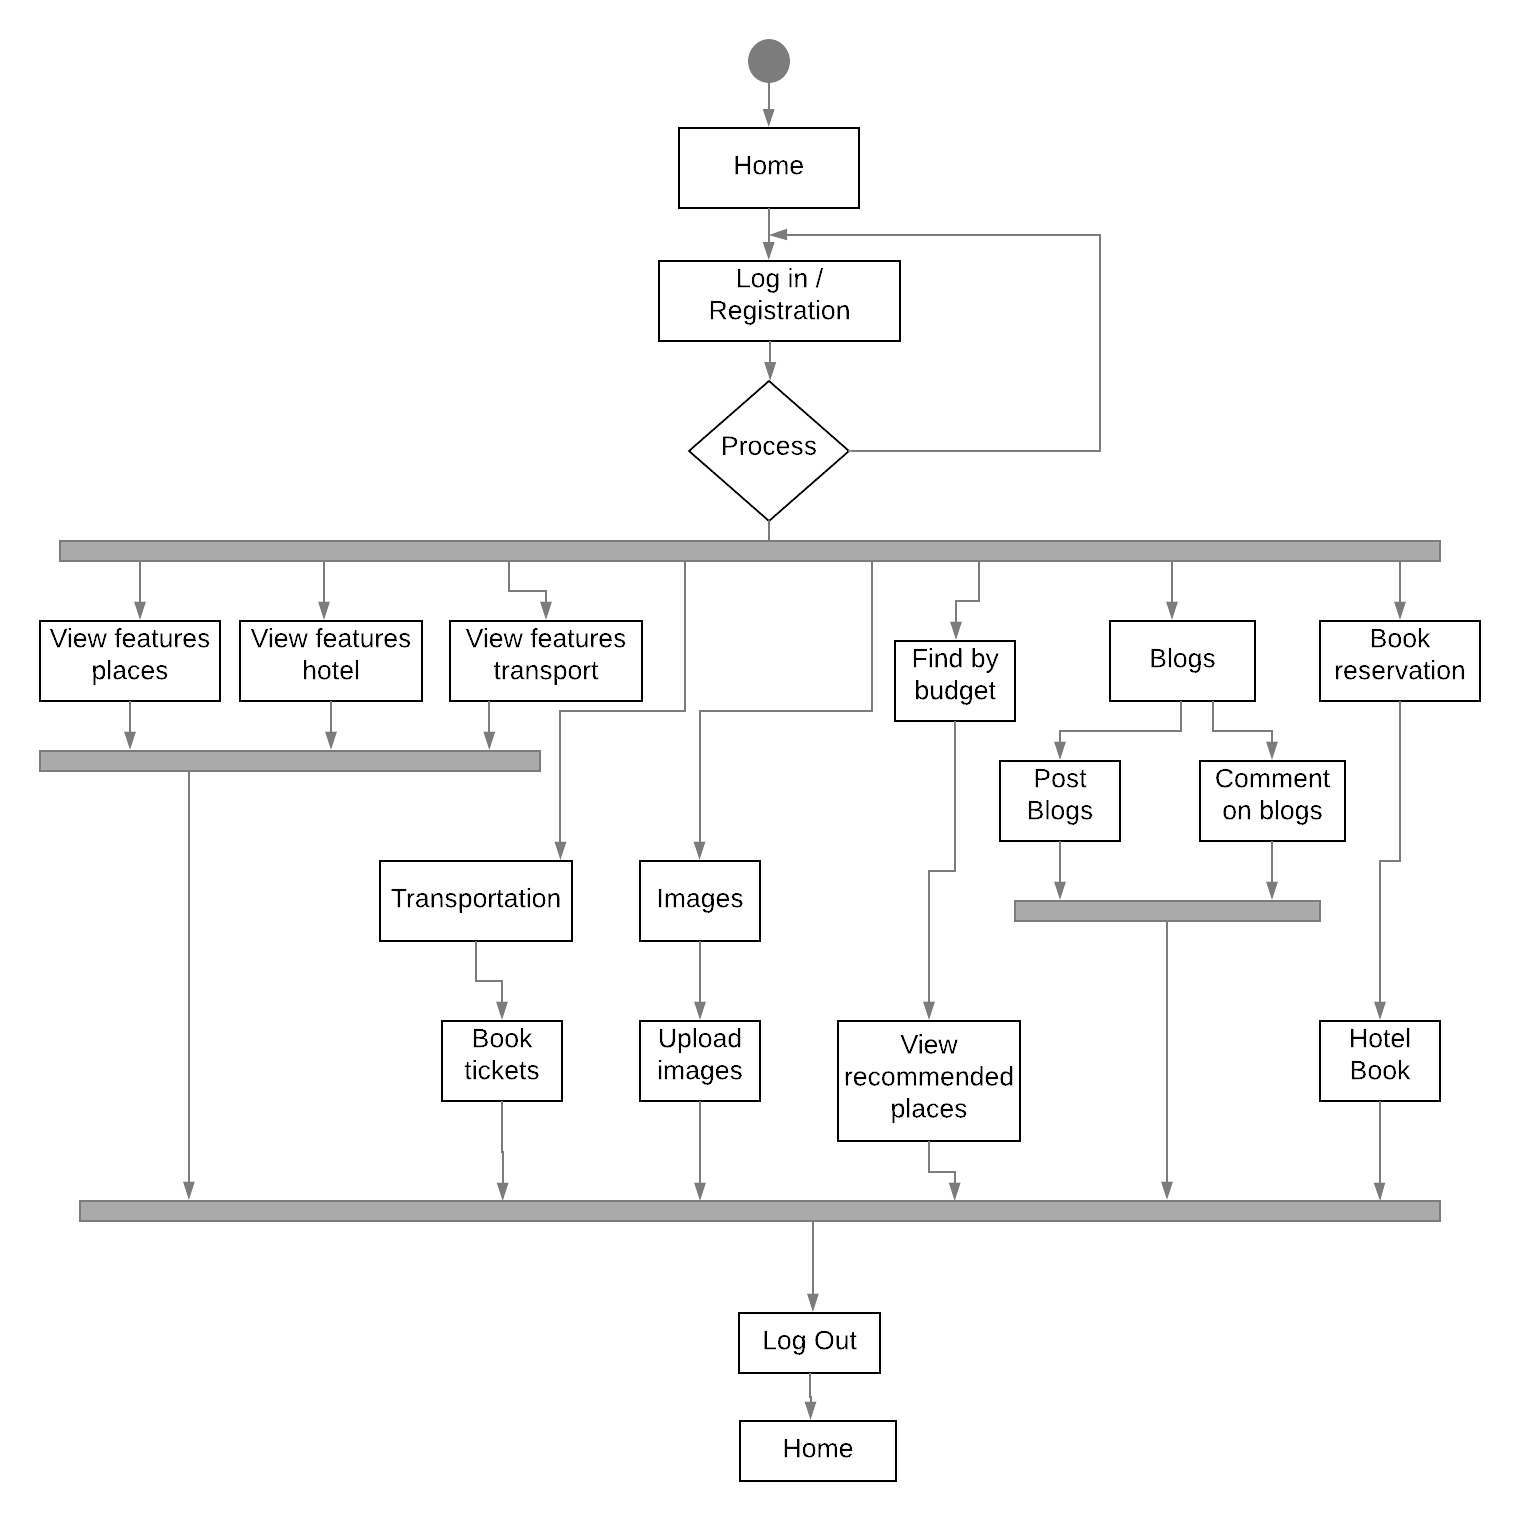 Home
Log in /
Registration
Process
View features
places
View features
hotel
View features
transport
Find by
budget
Blogs
Book
reservation
Post
Blogs
Comment
on blogs
Transportation
Images
Book
tickets
Upload
images
View
recommended
places
Hotel
Book
Log Out
Home